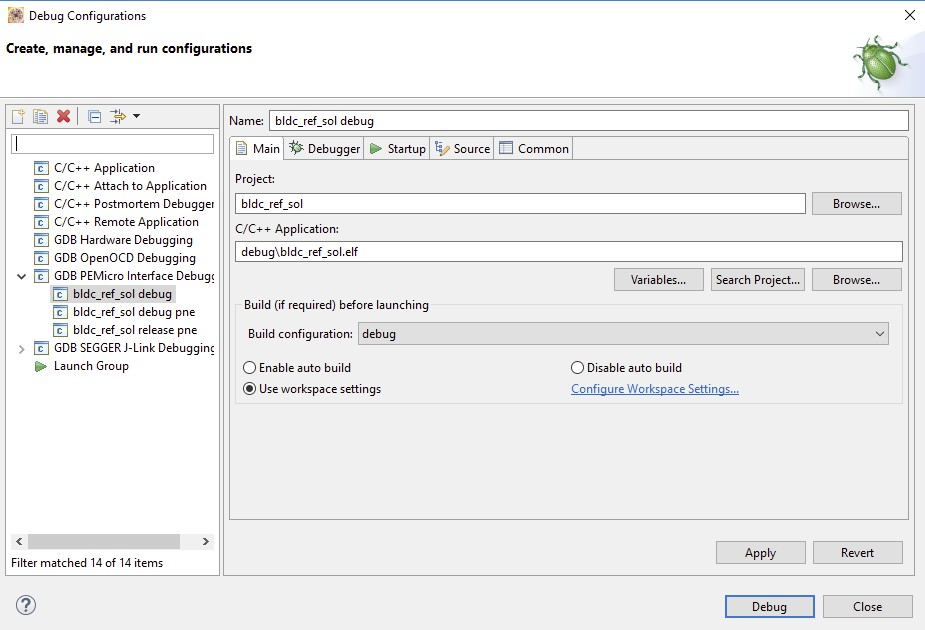 Debug Configurations
Create, manage, and run configurations
C/C++ Application
C/C++ Attach to Application
C/C++ Postmortem Debugger
C/C++ Remote Application
GDB Hardware Debugging
GDB OpenOCD Debugging
GDB PEMicro Interface Debugg
bldc_ref_sol debug
bldc_ref_sol debug pne
bldc_ref_sol release pne
GDB SEGGER J-Link Debugging
Launch Group
Filter matched 14 of 14 items
Name: bldc_ref_sol debug
Main Debugger Startup Source Common
Project:
bldc_ref_sol Browse...
C/C++ Application:
debug\bldc_ref_sol.elf
Variables... Search Project... Browse...
Build (if required) before launching
Build configuration: debug
Enable auto build Disable auto build
Use workspace settings Configure Workspace Settings...
Apply Revert
? Debug Close